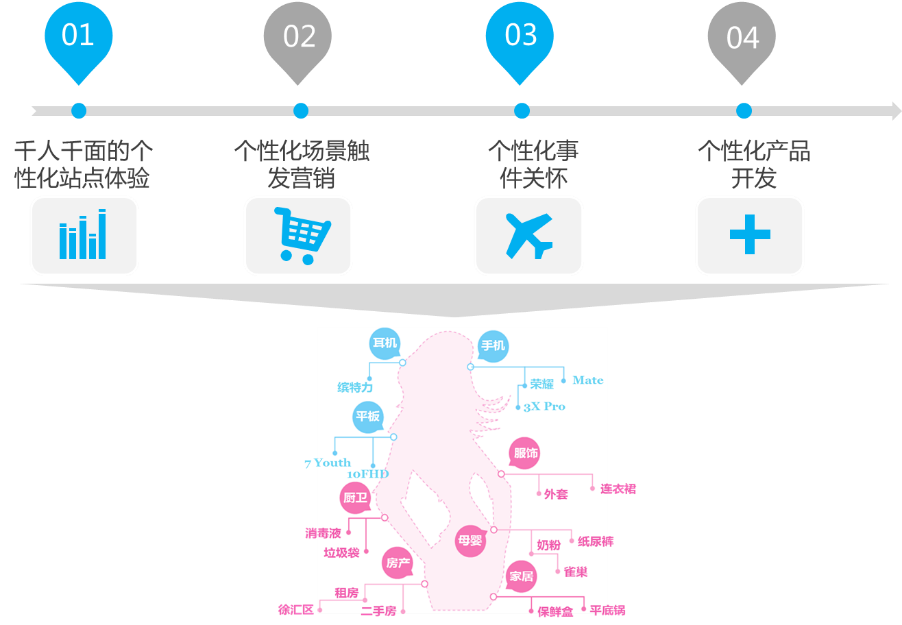 01
02
03
04
千人千面的个
性化站点体验
个性化场景触
发营销
个性化事
件关怀
个性化产品
开发
耳机
缤特力
手机
荣耀
Mate
3X Pro
平板
7 Youth
10FHD
服饰
外套
连衣裙
厨卫
消毒液
垃圾袋
母婴
奶粉
纸尿裤
雀巢
房产
租房
徐汇区
二手房
家居
保鲜盒
平底锅